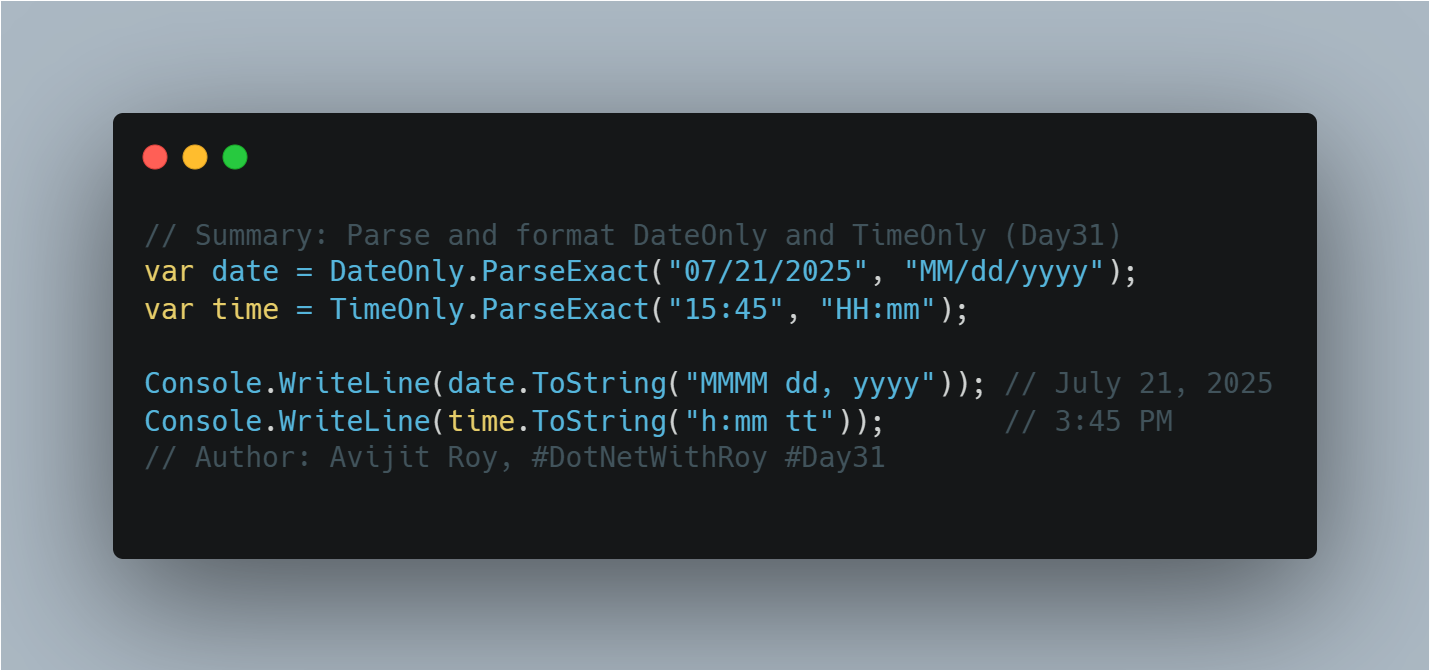 // Summary: Parse and format DateOnly and TimeOnly (Day31)
var date = DateOnly.ParseExact("07/21/2025", "MM/dd/yyyy");
var time = TimeOnly.ParseExact("15:45", "HH:mm");
Console.WriteLine(date.ToString("MMMM dd, yyyy")); // July 21, 2025
Console.WriteLine(time.ToString("h:mm tt"));       // 3:45 PM
// Author: Avijit Roy, #DotNetWithRoy #Day31